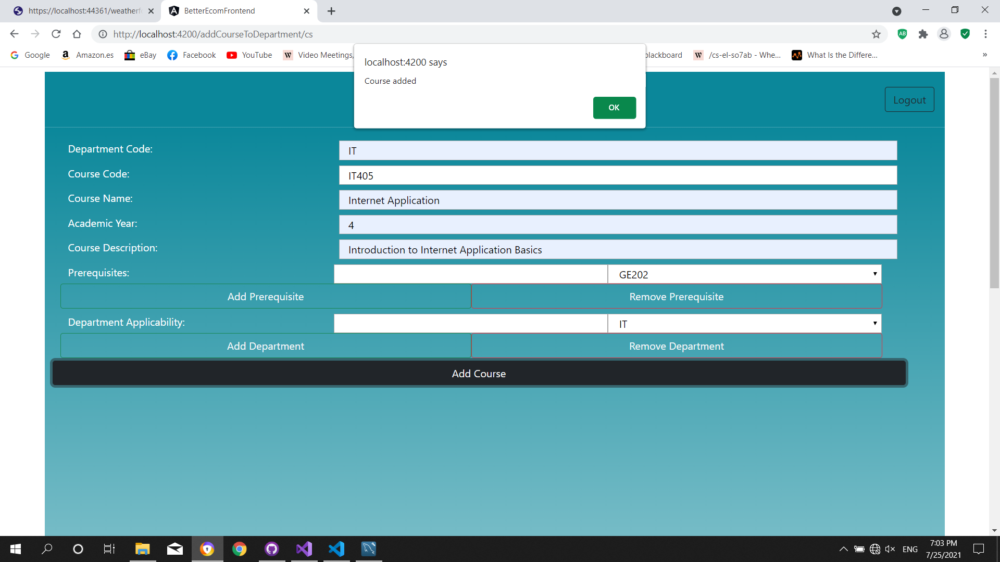 https://localhost:44361/weatherf
BetterEcomFrontend
http://localhost:4200/addCourseToDepartment/cs
AB
Google
Amazon.es
eBay
Facebook
YouTube
Video Meetings,
blackboard
/cs-el-so7ab - Whe...
What Is the Differe...
»
localhost:4200 says
Course added
OK
Logout
Department Code: IT
Course Code: IT405
Course Name: Internet Application
Academic Year: 4
Course Description: Introduction to Internet Application Basics
Prerequisites: GE202
Add Prerequisite Remove Prerequisite
Department Applicability: IT
Add Department Remove Department
Add Course
ENG
7:03 PM
7/25/2021